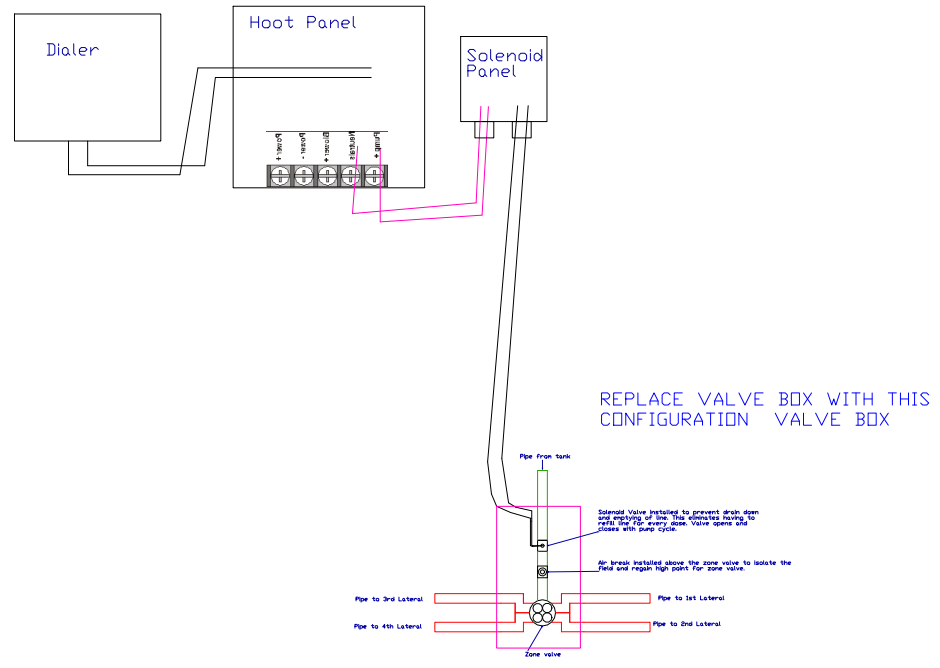 Dialer
Hoot Panel
Solenoid
Panel
Power +
Power -
Neutral
Pump +
REPLACE VALVE BOX WITH THIS
CONFIGURATION VALVE BOX
Pipe from tank
Solenoid Valve installed to prevent drain down
and emptying of line. This eliminates having to
refill line for every dose. Valve opens and
closes with pump cycle.
Air break installed above the zone valve to isolate the
field and regain high point for zone valve.
Pipe to 3rd Lateral
Pipe to 1st Lateral
Pipe to 4th Lateral
Pipe to 2nd Lateral
Zone valve